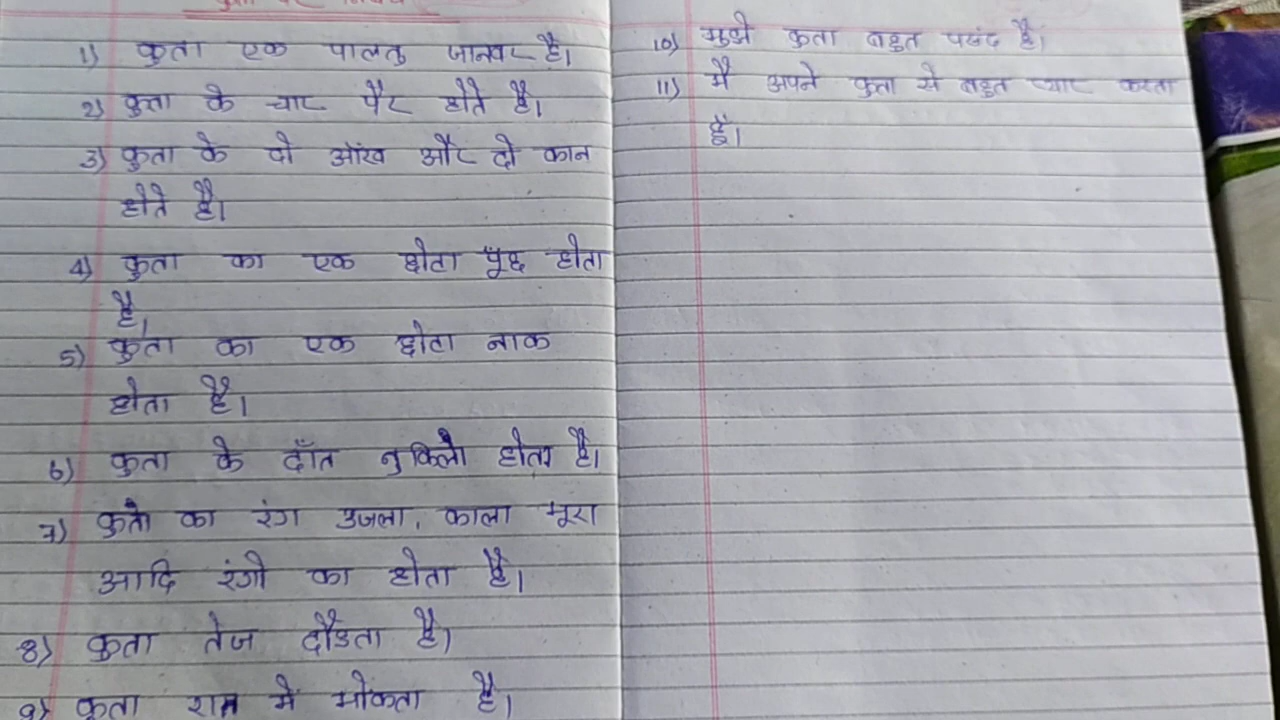 1) कुता एक पालतु जानवर है।
2) कुता के चार पैर होते है।
3) कुता के दो आंख और दो कान
होते है।
4) कुता का एक छोटा पूंछ होता
है।
5) कुता का एक छोटा नाक
होता है।
6) कुता के दाँत नुकिले होता है।
7) कुतो का रंग उजला, काला भूरा
आदि रंगो का होता है।
8) कुता तेज दौडता है।
9) कुता रात मे भोकता है।
10) मुझे कुता बहुत पसंद है।
11) मै अपने कुता से बहुत प्यार करता
हूँ।